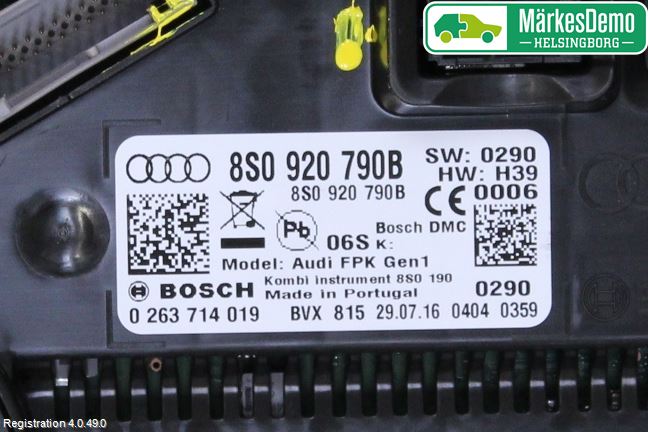 MärkesDemo
HELSINGBORG
8S0 920 790B
8S0 920 790B
SW: 0290
HW: H39
CE 0006
Pb
06S
Bosch DMC
K:
Model: Audi FPK Gen1
Kombi instrument 8S0 190
BOSCH
Made in Portugal
0290
0 263 714 019
BVX 815 29.07.16 0404 0359
Registration 4.0.49.0